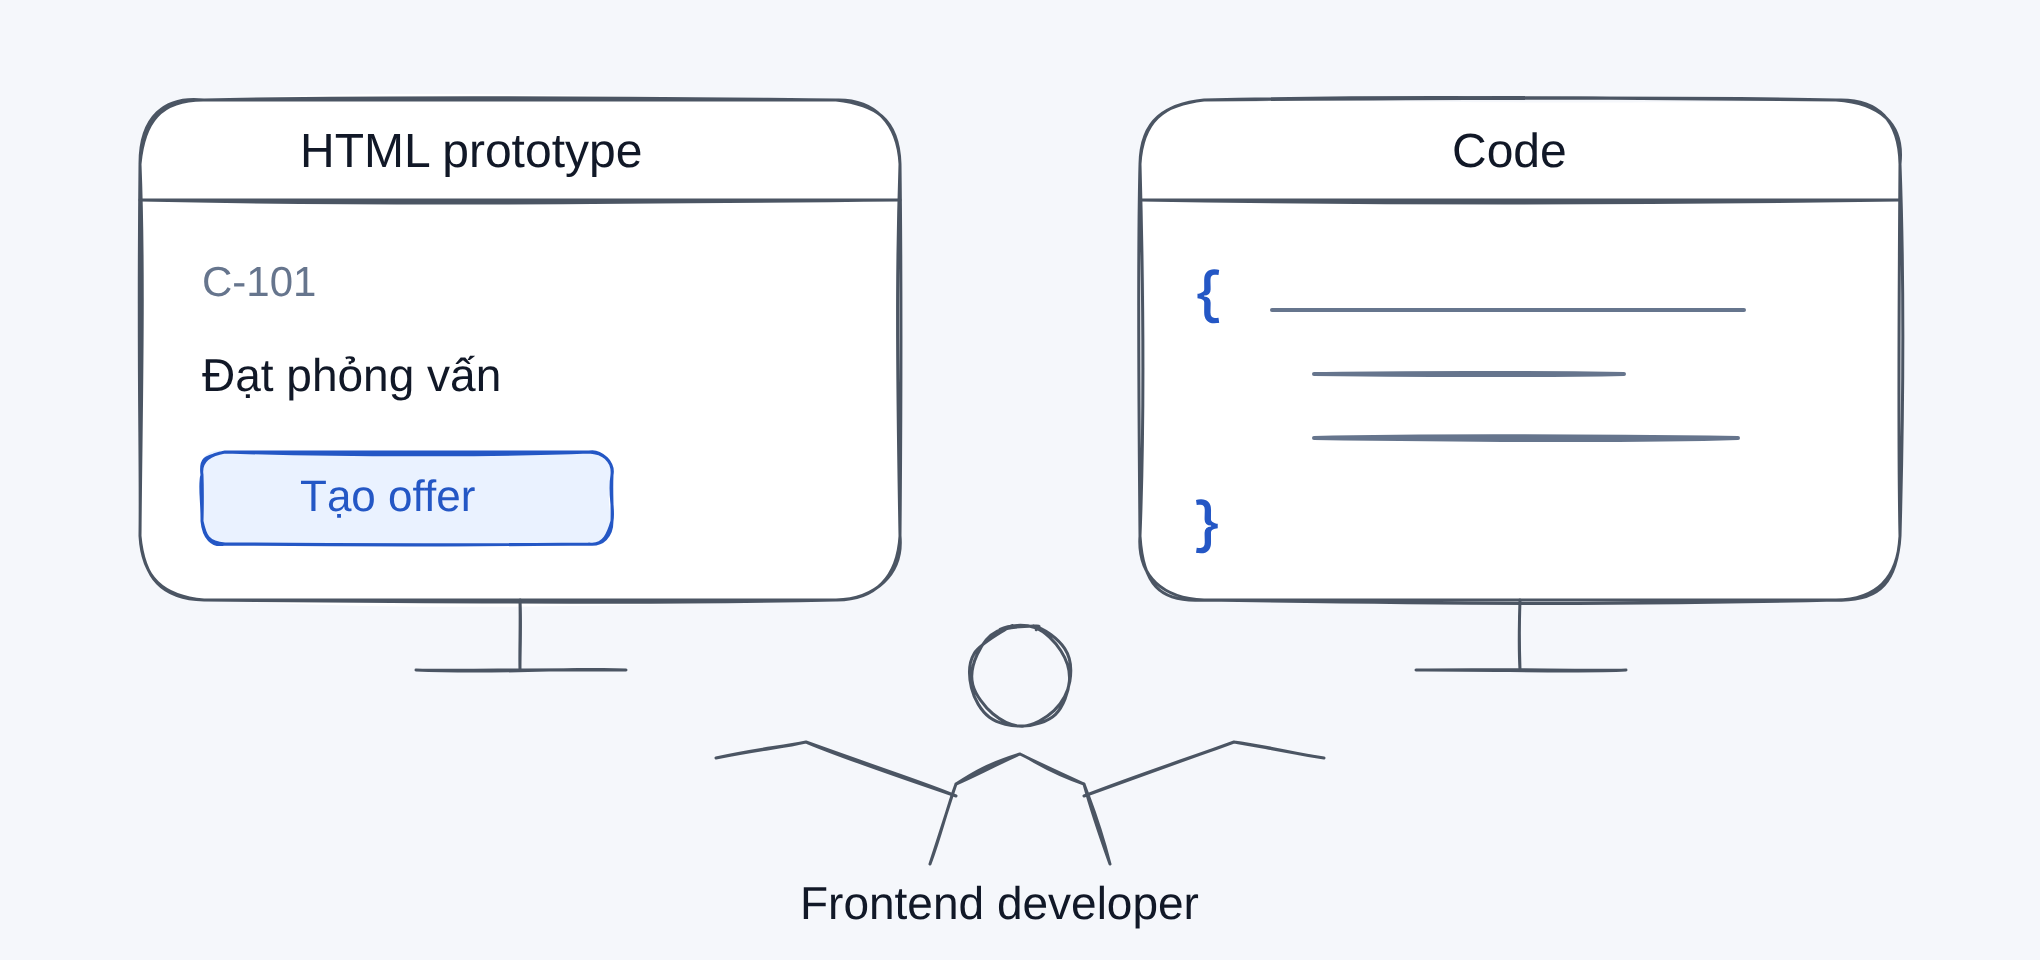 HTML prototype
C-101
Đạt phỏng vấn
Tạo offer
Code
{
}
Frontend developer